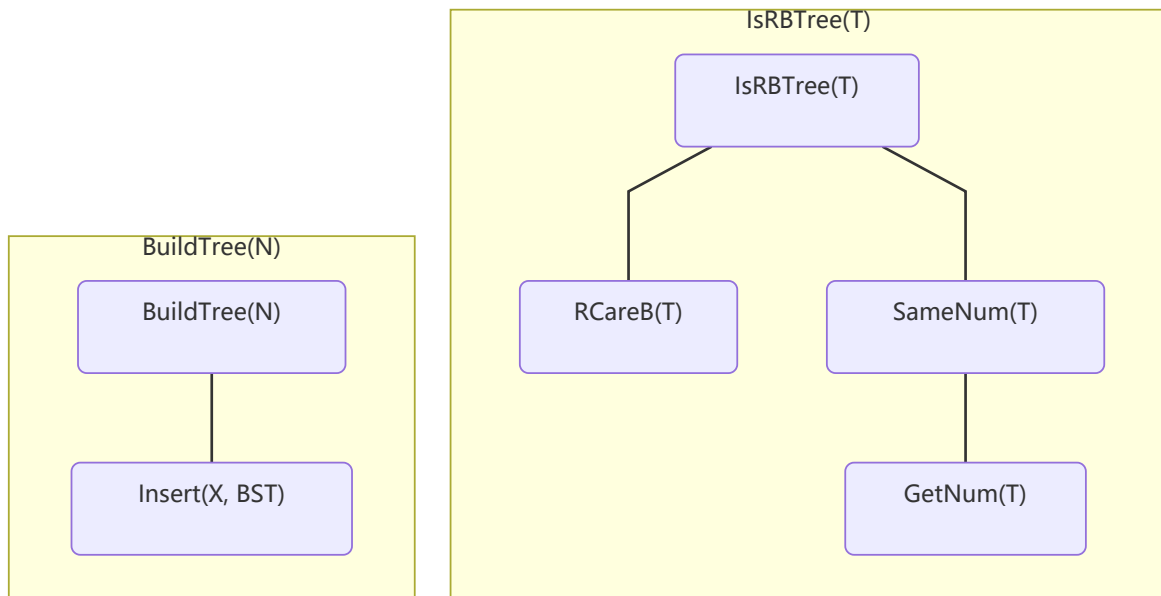 BuildTree(N)
BuildTree(N)
Insert(X, BST)
IsRBTree(T)
IsRBTree(T)
RCareB(T)
SameNum(T)
GetNum(T)